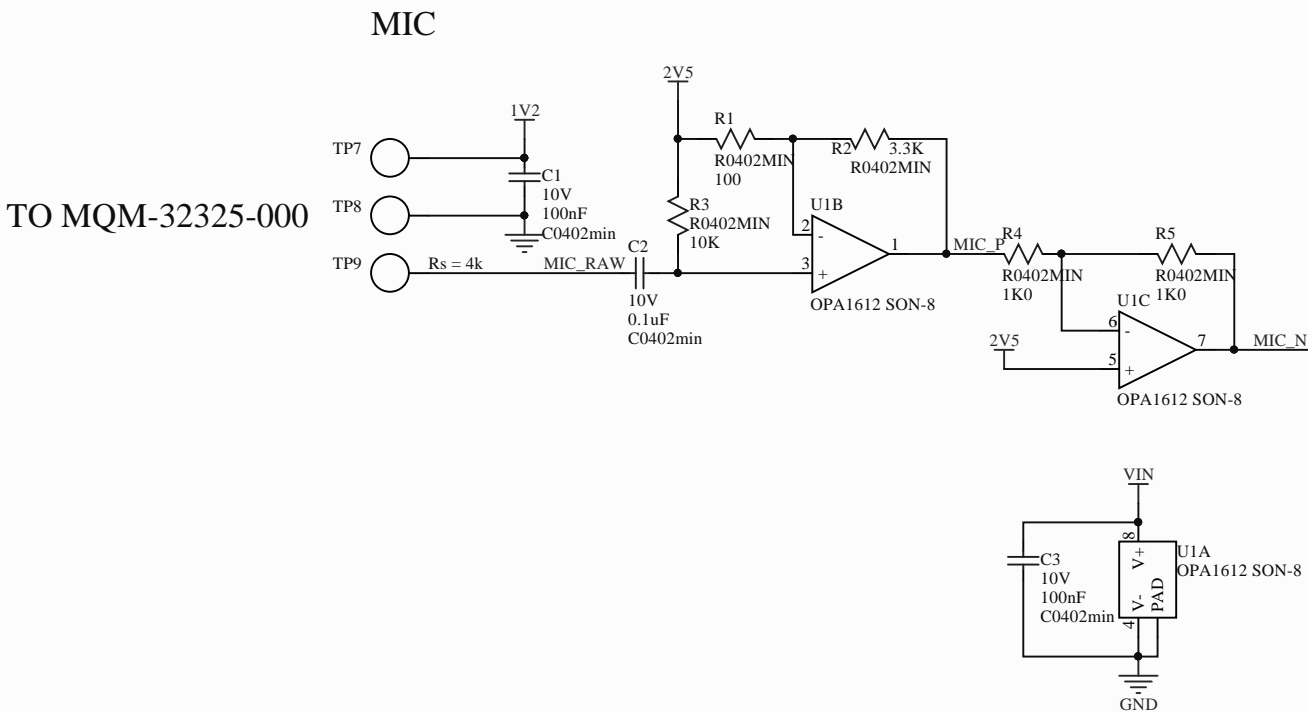 MIC
2V5
1V2
TP7
C1
10V
100nF
C0402min
TO MQM-32325-000
TP8
TP9
Rs = 4k
MIC_RAW
C2
10V
0.1uF
C0402min
R1
R0402MIN
100
R2
3.3K
R0402MIN
R3
R0402MIN
10K
U1B
2
-
3
+
1
OPA1612 SON-8
MIC_P
R4
R0402MIN
1K0
R5
R0402MIN
1K0
U1C
2V5
6
-
5
+
7
MIC_N
OPA1612 SON-8
VIN
C3
10V
100nF
C0402min
8
V+
V-
PAD
4
U1A
OPA1612 SON-8
GND